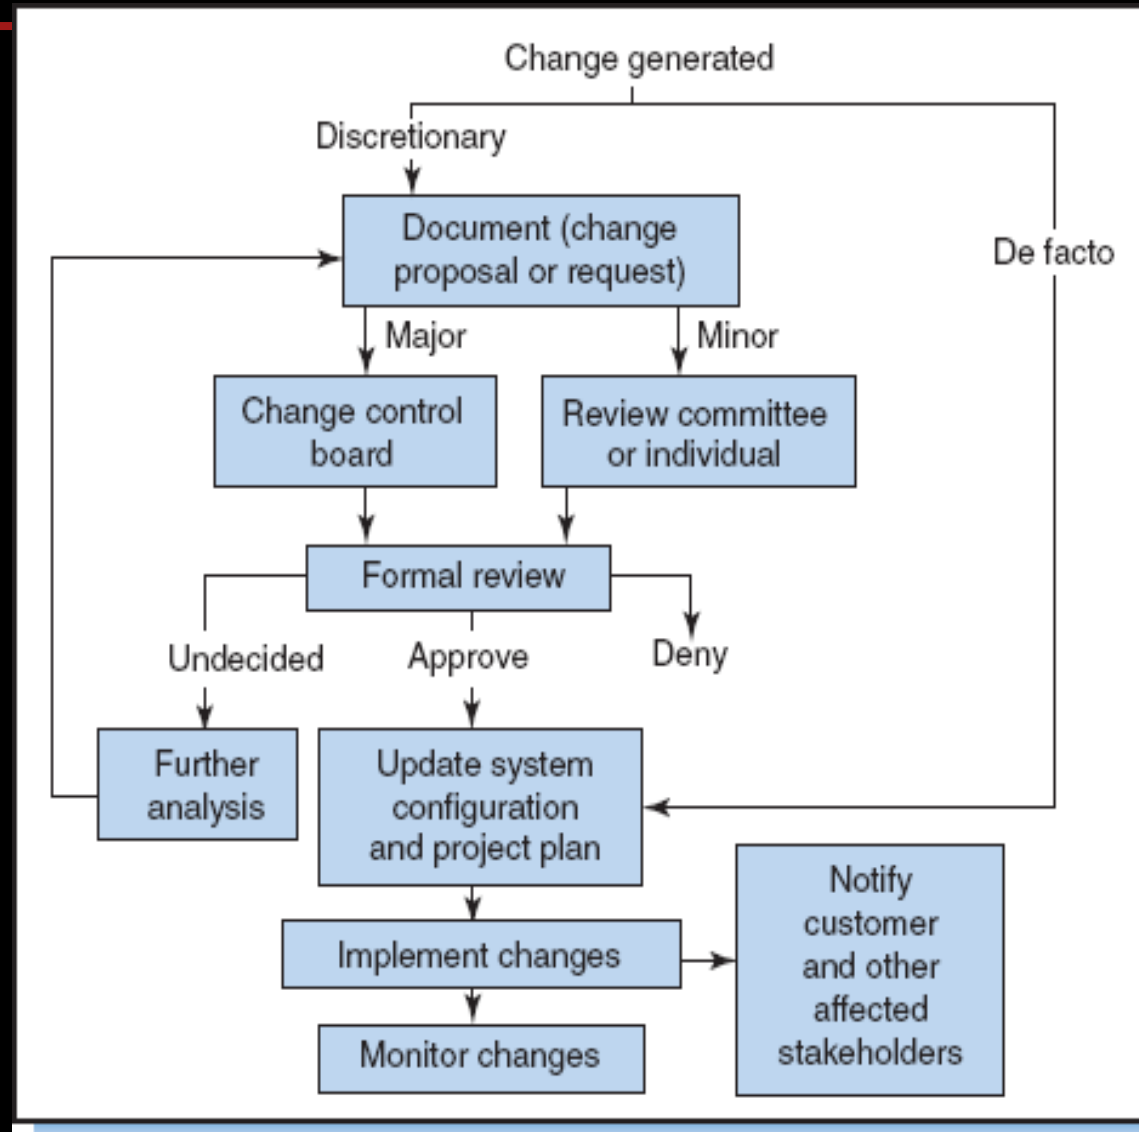 Change generated
Discretionary
De facto
Document (change
proposal or request)
Major
Minor
Change control
board
Review committee
or individual
Formal review
Undecided
Approve
Deny
Further
analysis
Update system
configuration
and project plan
Notify
customer
and other
affected
stakeholders
Implement changes
Monitor changes